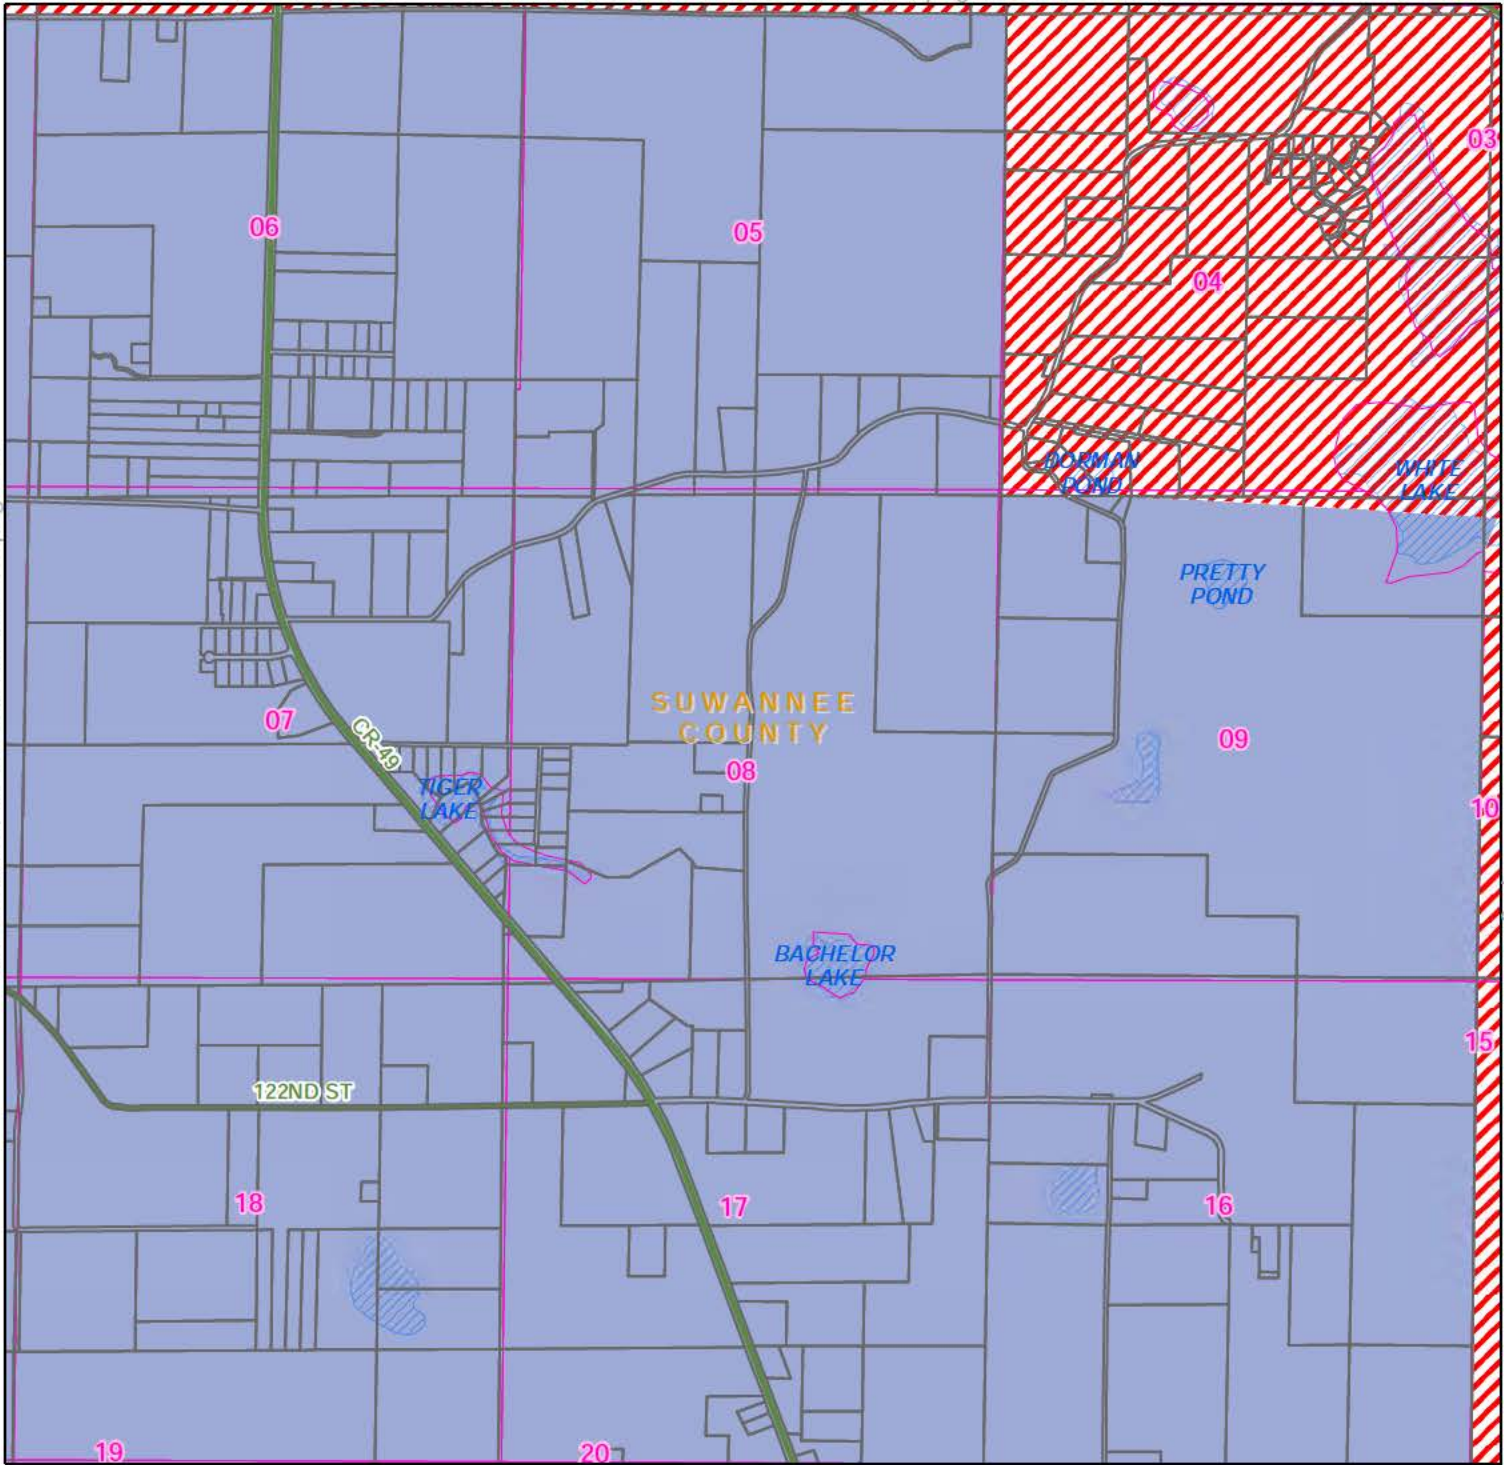 03
06
05
04
DORMAN
POND
WHITE
LAKE
PRETTY
POND
SUWANNEE
COUNTY
07
CR-49
09
08
TIGER
LAKE
10
BACHELOR
LAKE
15
122ND ST
18
17
16
19
20